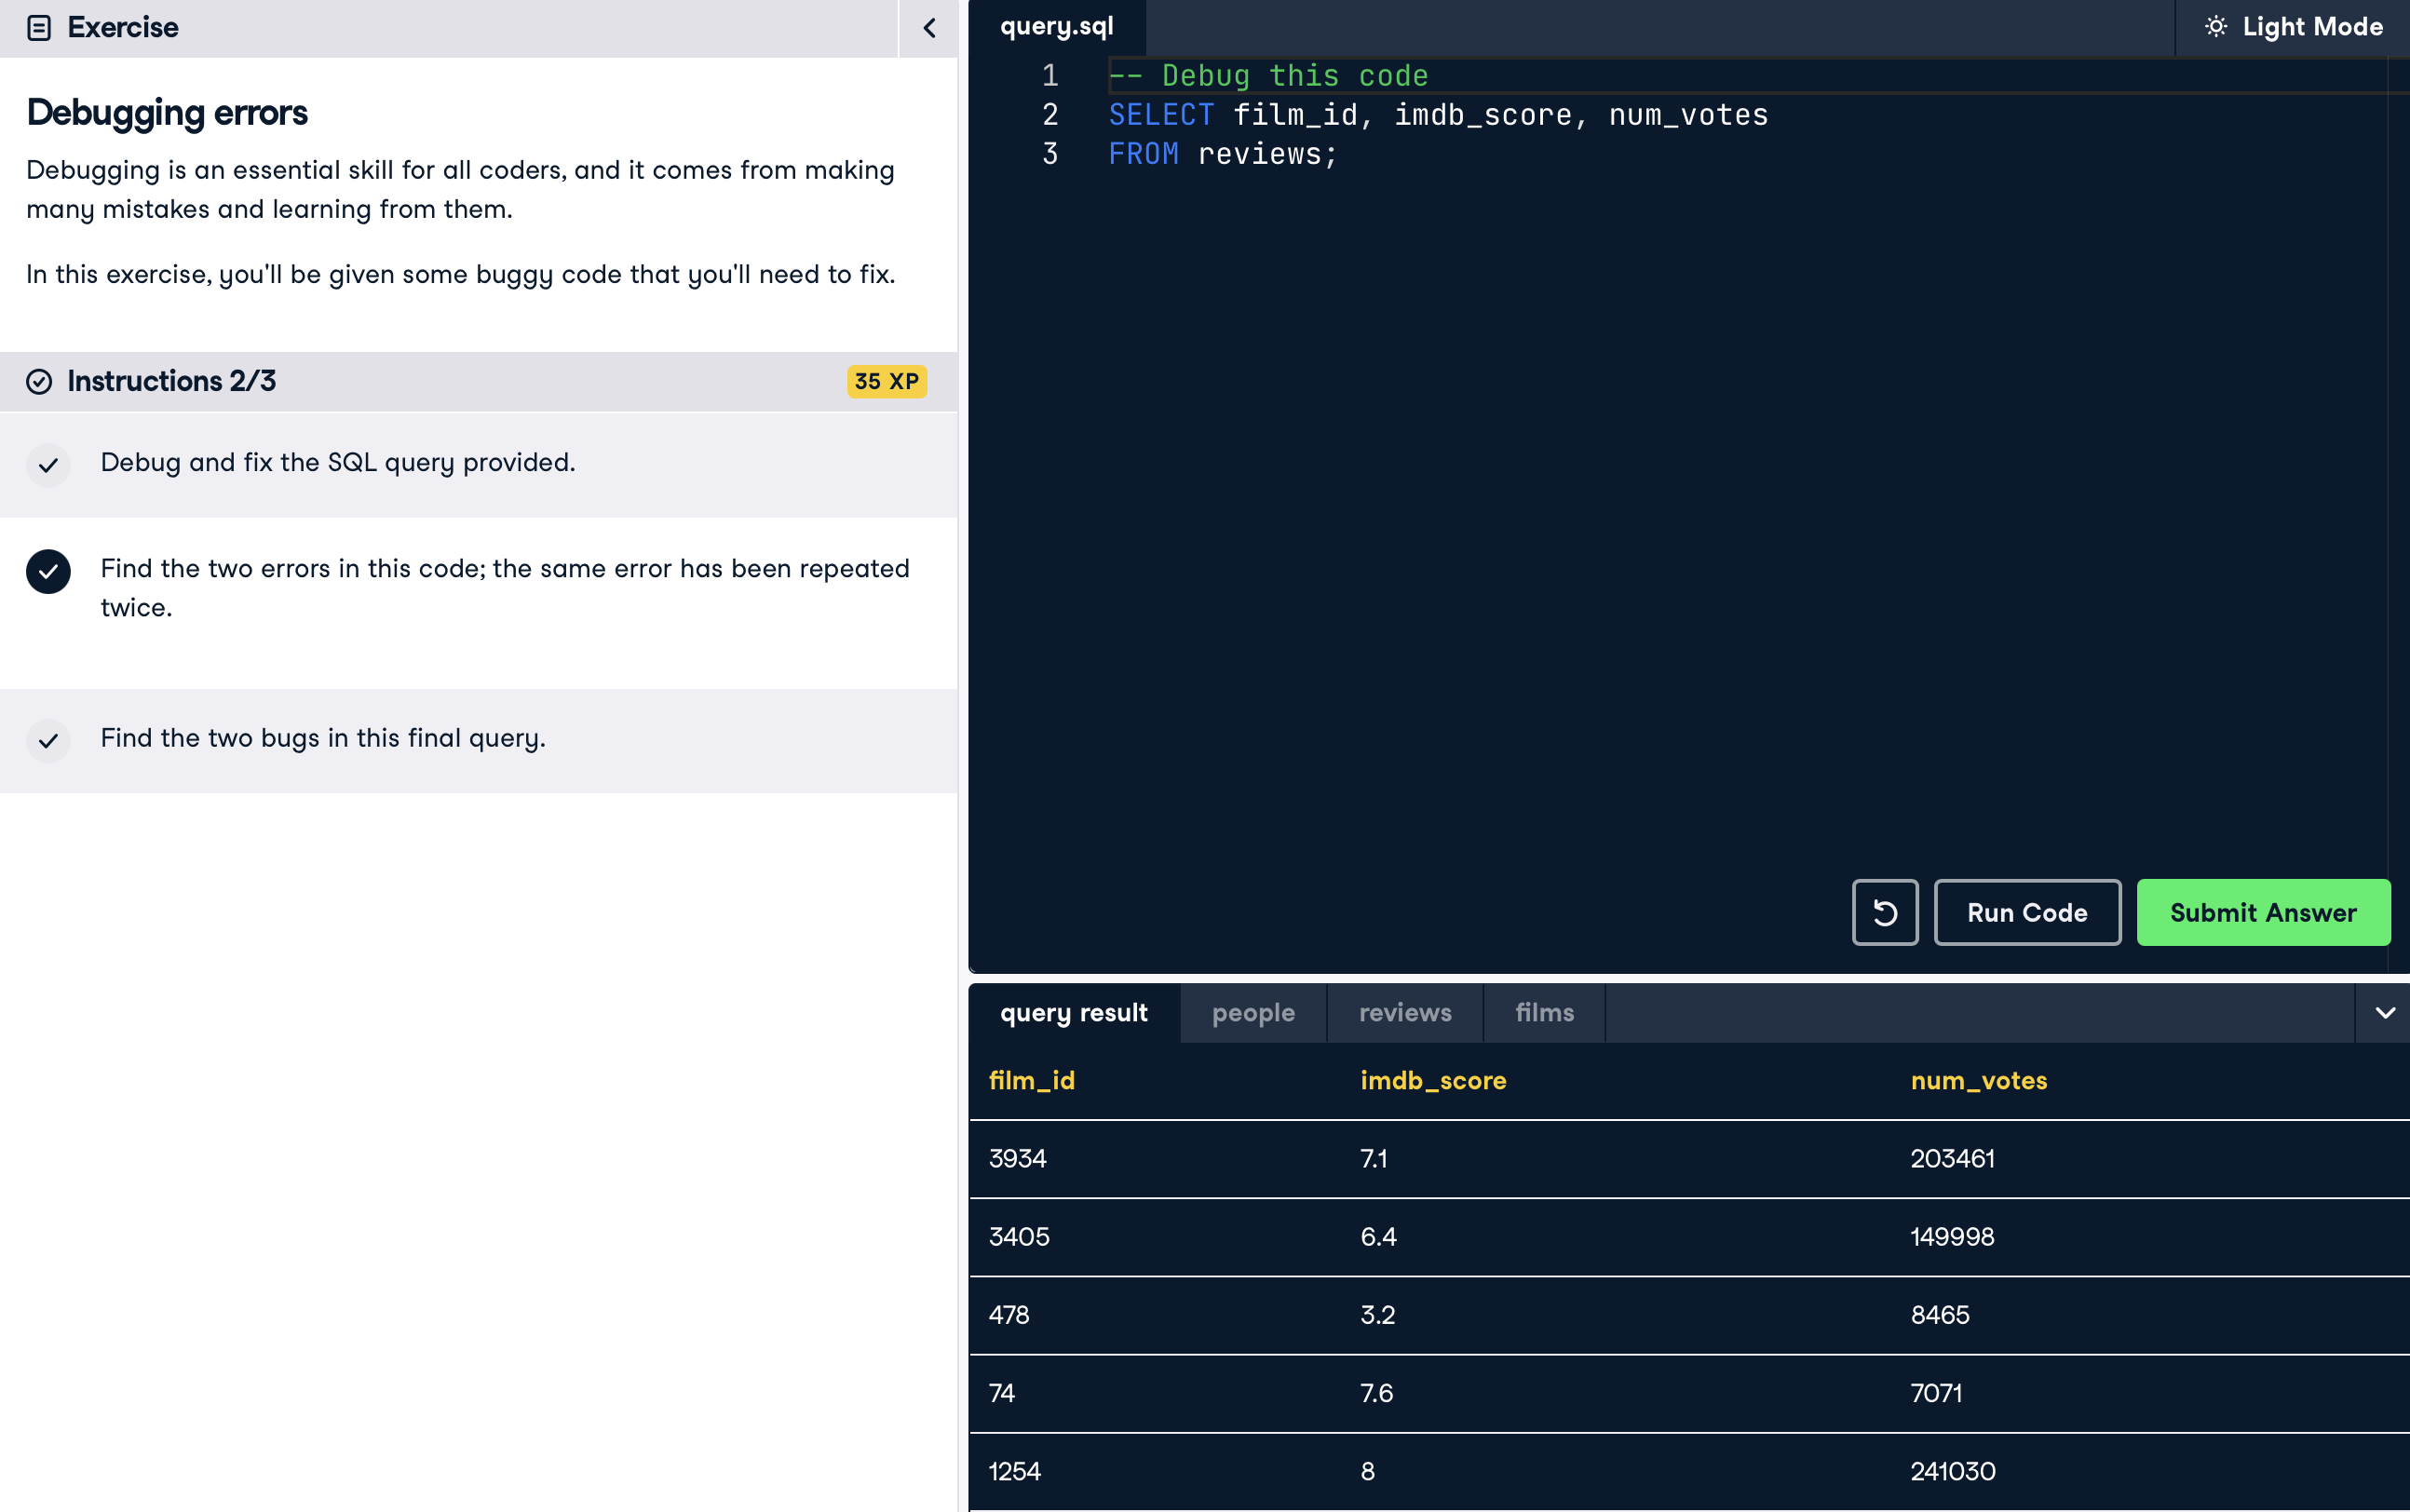 Exercise
Debugging errors
Debugging is an essential skill for all coders, and it comes from making
many mistakes and learning from them.
In this exercise, you'll be given some buggy code that you'll need to fix.
Instructions 2/3
35 XP
Debug and fix the SQL query provided.
Find the two errors in this code; the same error has been repeated
twice.
Find the two bugs in this final query.
query.sql
Light Mode
1 -- Debug this code
2 SELECT film_id, imdb_score, num_votes
3 FROM reviews;
Run Code
Submit Answer
query result people reviews films
film_id imdb_score num_votes
3934 7.1 203461
3405 6.4 149998
478 3.2 8465
74 7.6 7071
1254 8 241030